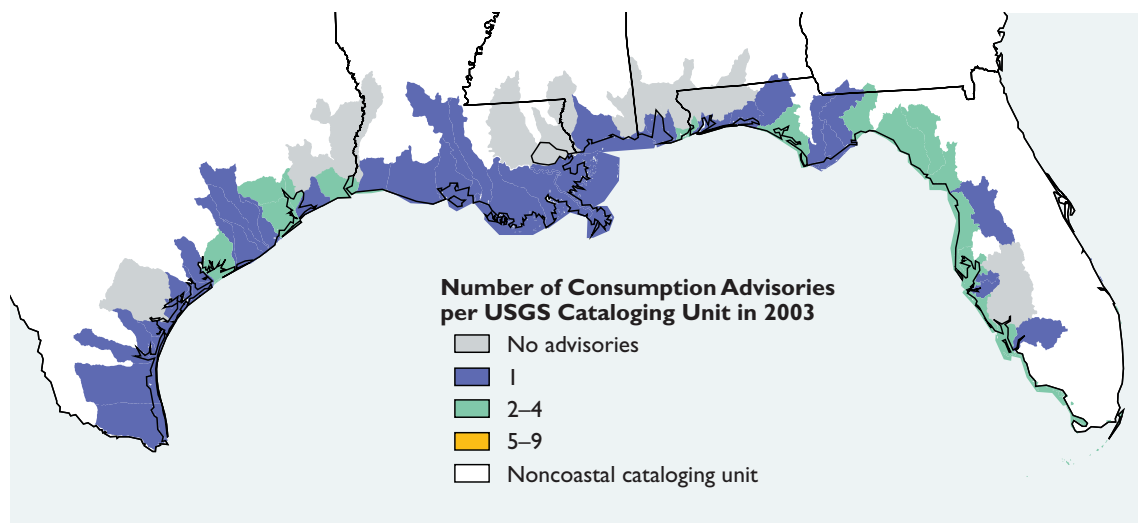 Number of Consumption Advisories
per USGS Cataloging Unit in 2003
No advisories
1
2–4
5–9
Noncoastal cataloging unit